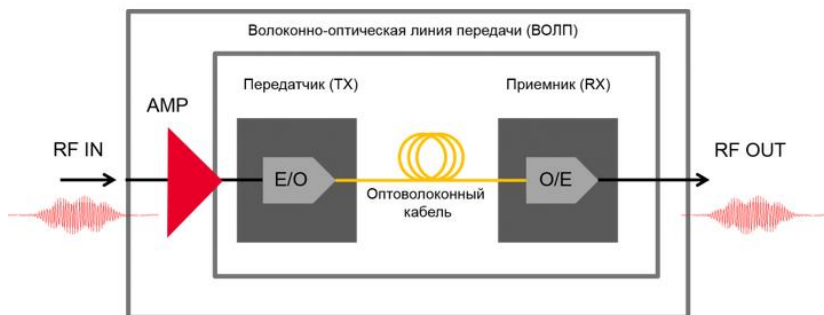 Волоконно-оптическая линия передачи (ВОЛП)
Передатчик (TX)
Приемник (RX)
AMP
RF IN
RF OUT
E/O
O/E
Оптоволоконный
кабель